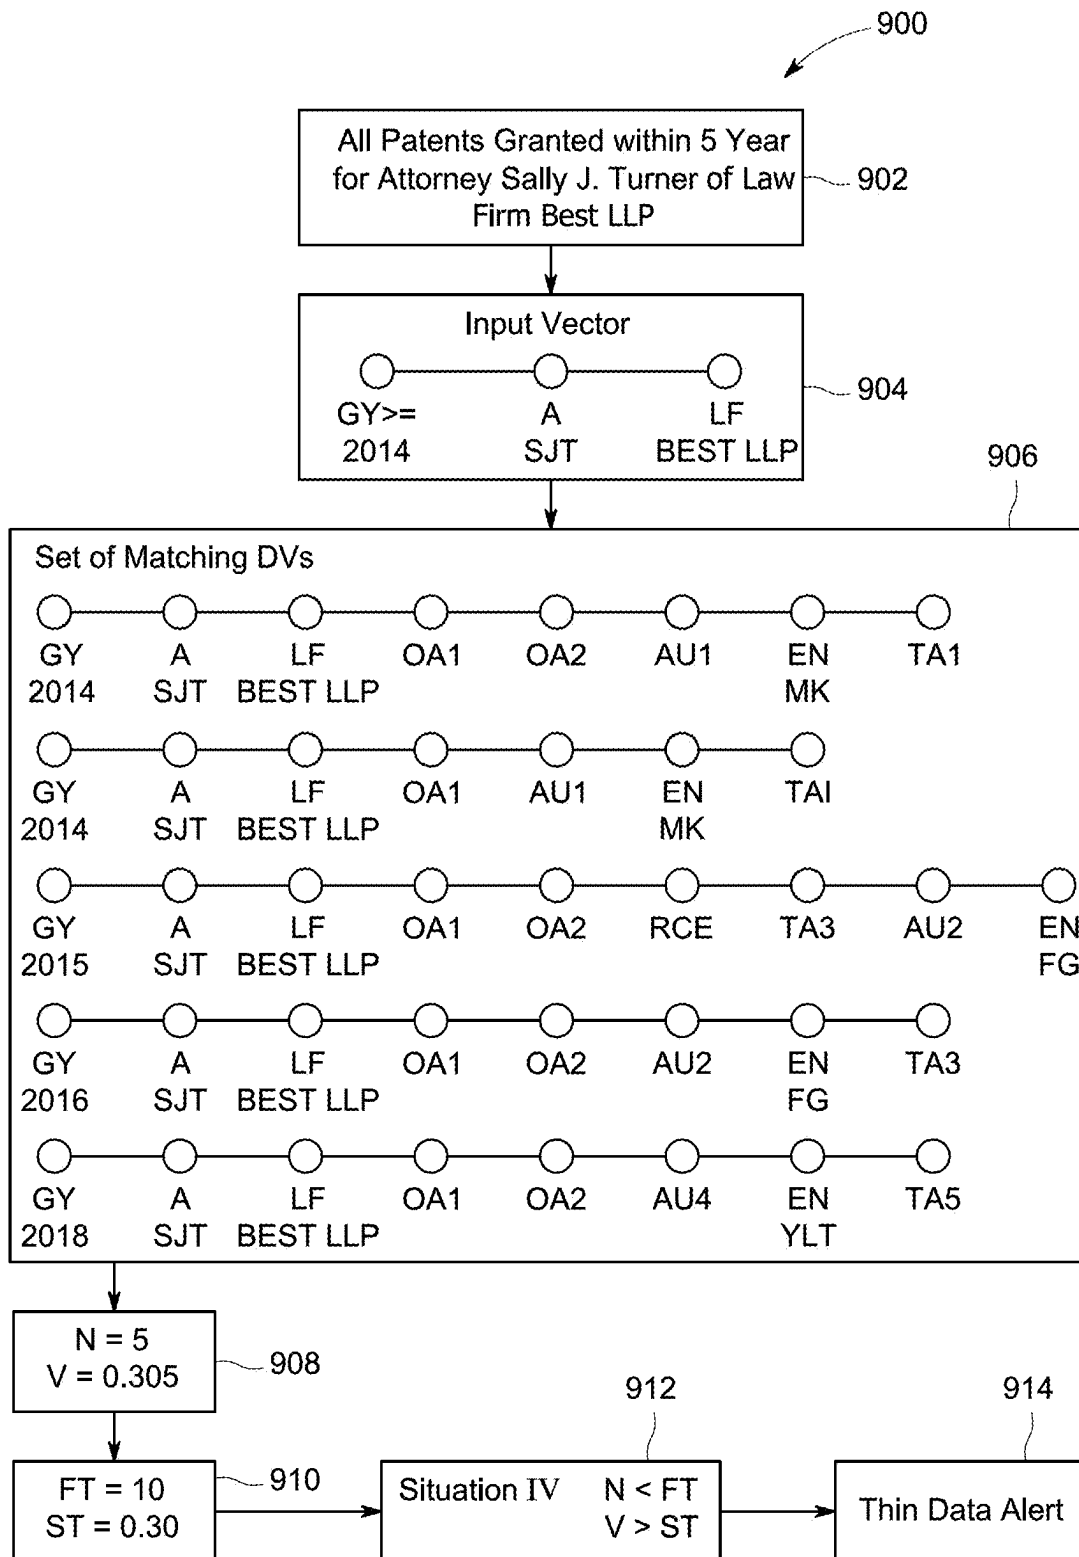 900
All Patents Granted within 5 Year
for Attorney Sally J. Turner of Law
Firm Best LLP
902
Input Vector
GY>= A LF
2014 SJT BEST LLP
904
906
Set of Matching DVs
GY A LF OA1 OA2 AU1 EN TA1
2014 SJT BEST LLP MK
GY A LF OA1 AU1 EN TAI
2014 SJT BEST LLP MK
GY A LF OA1 OA2 RCE TA3 AU2 EN
2015 SJT BEST LLP FG
GY A LF OA1 OA2 AU2 EN TA3
2016 SJT BEST LLP FG
GY A LF OA1 OA2 AU4 EN TA5
2018 SJT BEST LLP YLT
N = 5
V = 0.305
908
FT = 10
ST = 0.30
910
912
Situation IV N < FT
V > ST
914
Thin Data Alert